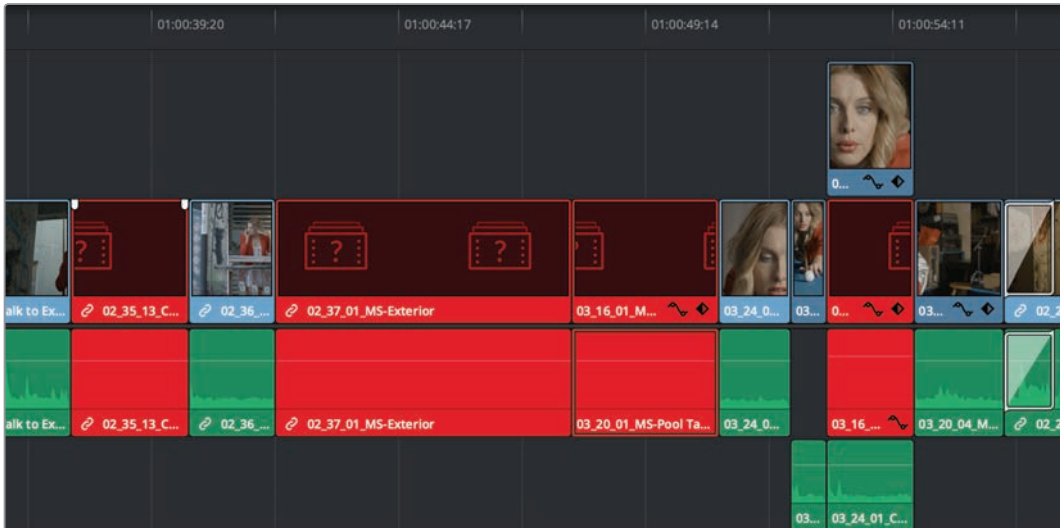 01:00:39:20
01:00:44:17
01:00:49:14
01:00:54:11
0...
alk to Ex...
02_35_13_C...
02_36_...
02_37_01_MS-Exterior
03_16_01_M...
03_24_0...
03...
0...
03...
02_2
alk to Ex...
02_35_13_C...
02_36_...
02_37_01_MS-Exterior
03_20_01_MS-Pool Ta...
03_24_0...
03_16_...
03_20_04_M...
02_2
03...
03_24_01_C...